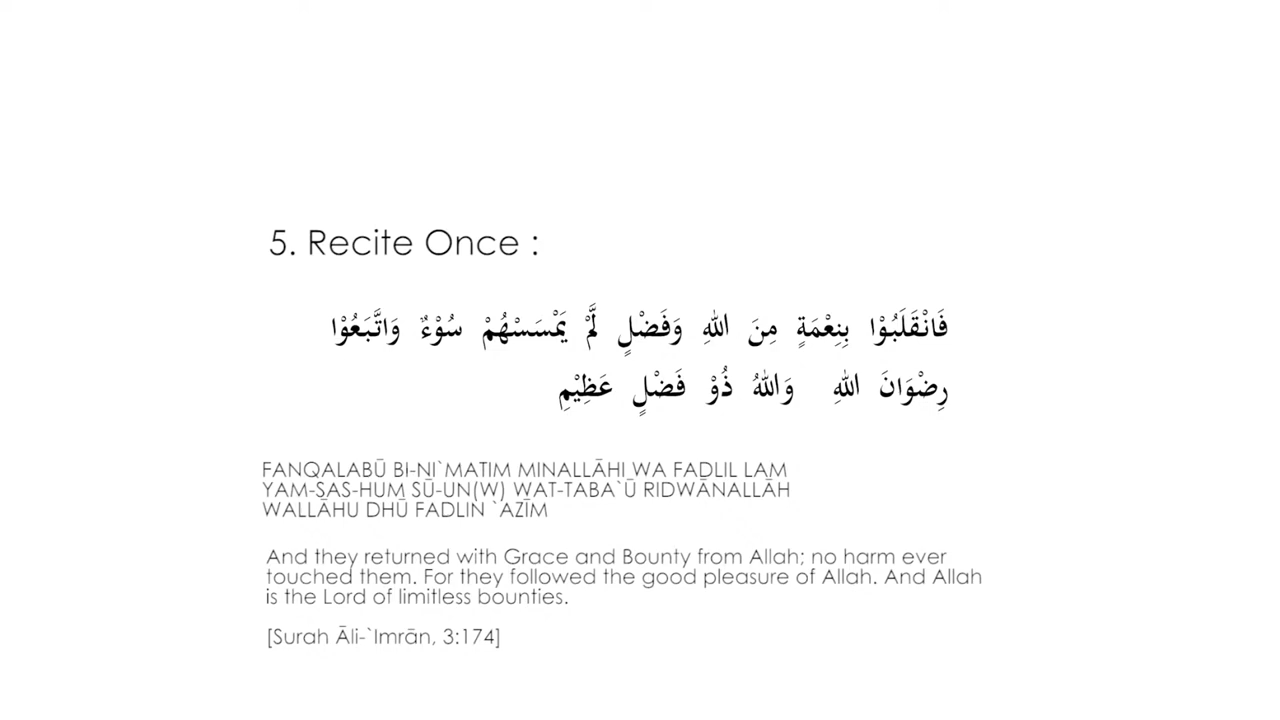 5. Recite Once :
فَانْقَلَبُوْا بِنِعْمَةٍ مِنَ اللهِ وَفَضْلٍ لَّمْ يَمْسَسْهُمْ سُوْءٌ وَاتَّبَعُوْا
رِضْوَانَ اللهِ وَاللهُ ذُوْ فَضْلٍ عَظِيْمِ
FANQALABŪ BI-NI`MATIM MINALLĀHI WA FADLIL LAM
YAM-SAS-HUM SŪ-UN(W) WAT-TABA`Ū RIDWĀNALLĀH
WALLĀHU DHŪ FADLIN `AZĪM
And they returned with Grace and Bounty from Allah; no harm ever
touched them. For they followed the good pleasure of Allah. And Allah
is the Lord of limitless bounties.
[Surah Āli-`Imrān, 3:174]